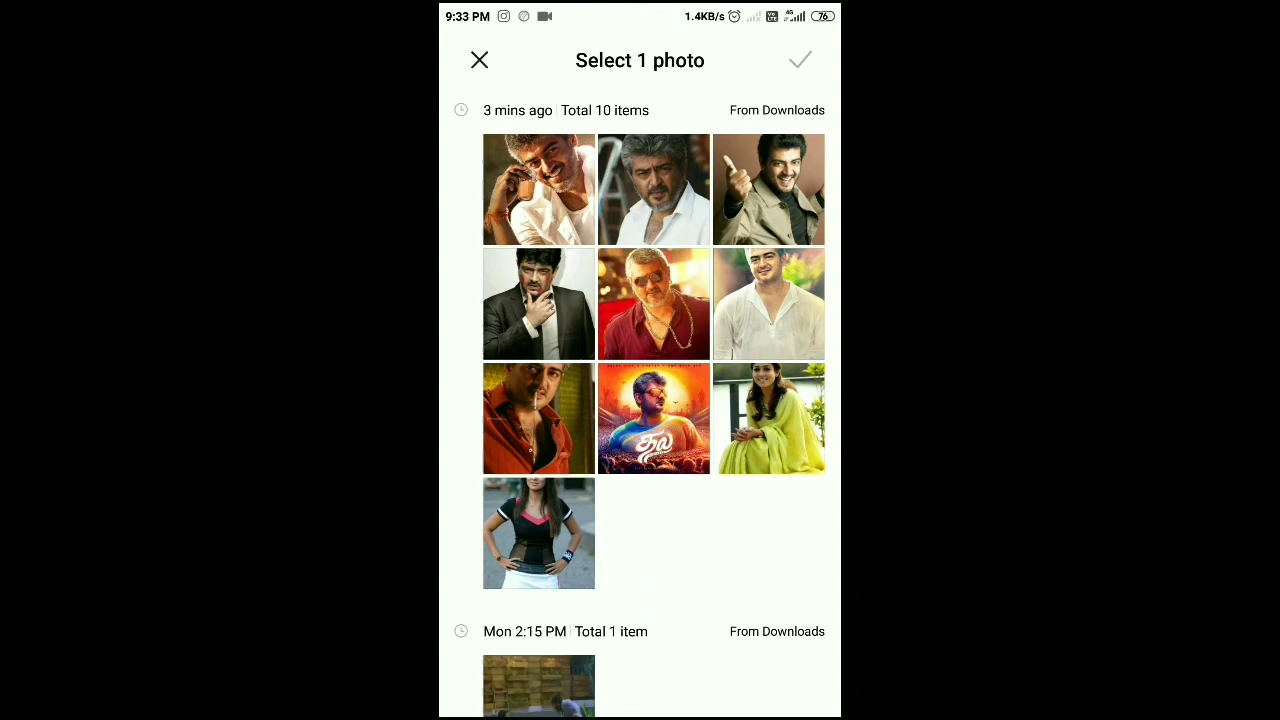 9:33 PM 1.4KB/s 4G 76
Select 1 photo
3 mins ago Total 10 items From Downloads
தல
Mon 2:15 PM Total 1 item From Downloads